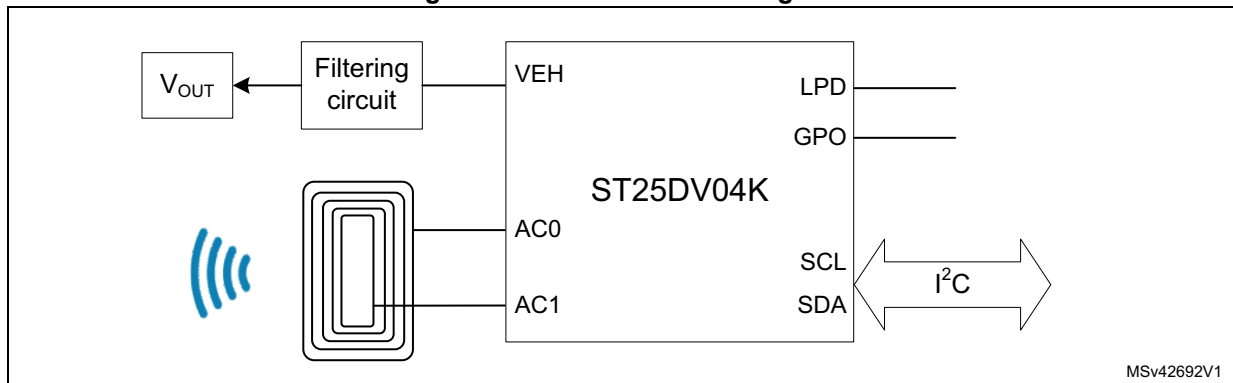 V_OUT
Filtering
circuit
VEH
LPD
GPO
ST25DV04K
AC0
SCL
I²C
AC1
SDA
MSv42692V1